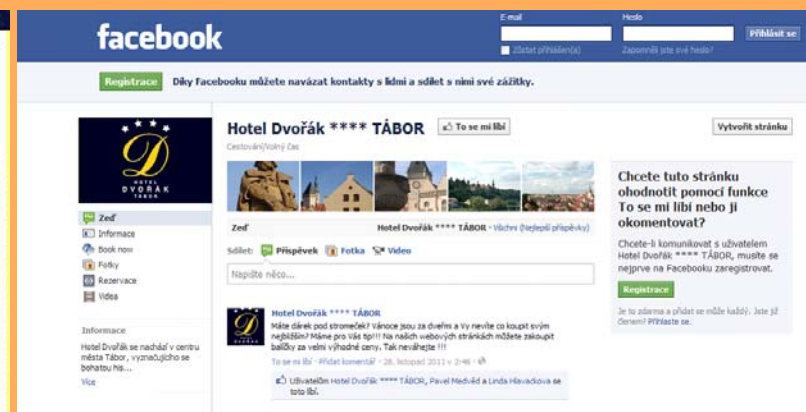 facebook
E-mail
Heslo
Přihlásit se
Zůstat přihlášen(a)
Zapomněli jste své heslo?
Registrace Díky Facebooku můžete navázat kontakty s lidmi a sdílet s nimi své zážitky.
D
HOTEL
DVOŘÁK
TÁBOR
Zeď
Informace
Book now
Fotky
Rezervace
Videa
Informace
Hotel Dvořák se nachází v centru
města Tábor, vyznačujícího se
bohatou his...
Více
Hotel Dvořák **** TÁBOR To se mi líbí
Cestování/Volný čas
Zeď Hotel Dvořák **** TÁBOR · Všichni (Nejlepší příspěvky)
Sdílet: Příspěvek Fotka Video
Napište něco...
Hotel Dvořák **** TÁBOR
Máte dárek pod stromeček? Vánoce jsou za dveřmi a Vy nevíte co koupit svým
nejbližším? Máme pro Vás tip!!! Na našich webových stránkách můžete zakoupit
balíčky za velmi výhodné ceny. Tak neváhejte !!!
To se mi líbí · Přidat komentář · 28. listopad 2011 v 2:46
Uživatelům Hotel Dvořák **** TÁBOR, Pavel Medvěd a Linda Hlavackova se
toto líbí.
Vytvořit stránku
Chcete tuto stránku
ohodnotit pomocí funkce
To se mi líbí nebo ji
okomentovat?
Chcete-li komunikovat s uživatelem
Hotel Dvořák **** TÁBOR, musíte se
nejprve na Facebooku zaregistrovat.
Registrace
Je to zdarma a přidat se může každý. Jste již
členem? Přihlaste se.